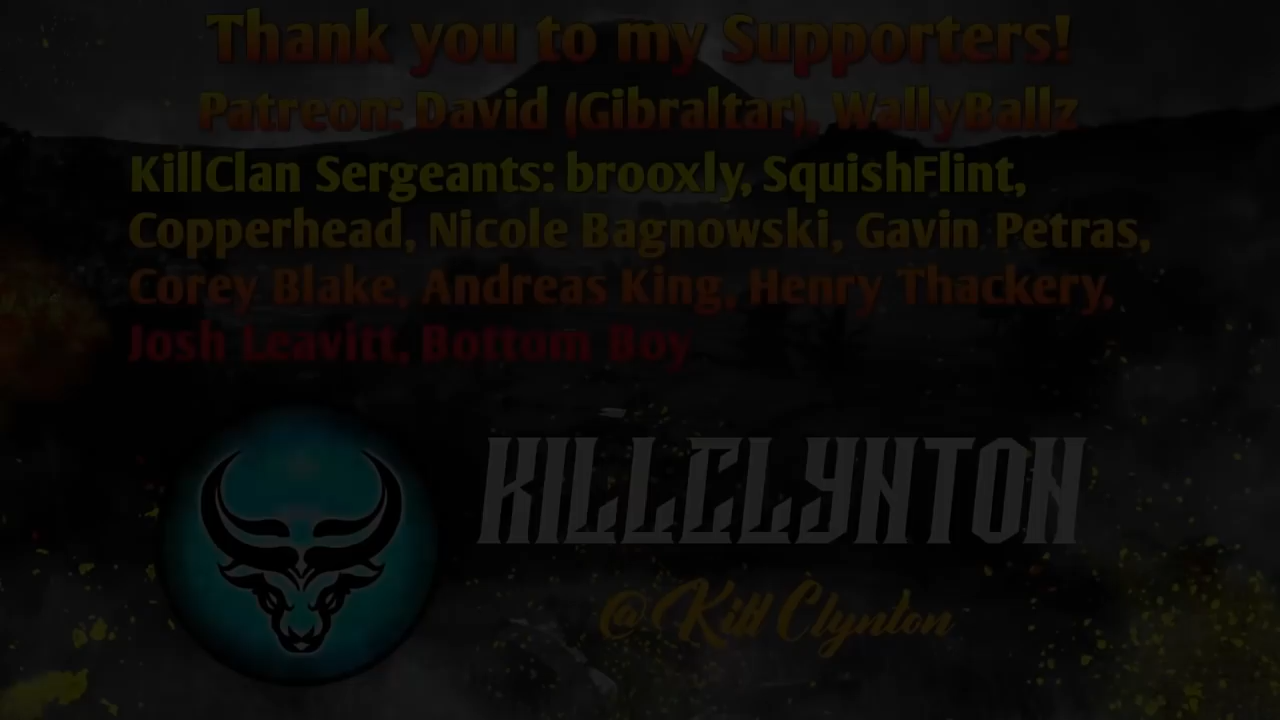 Thank you to my Supporters!
Patreon: David (Gibraltar), WallyBallz
KillClan Sergeants: brooxly, SquishFlint,
Copperhead, Nicole Bagnowski, Gavin Petras,
Corey Blake, Andreas King, Henry Thackery,
Josh Leavitt, Bottom Boy
KILLCLYNTON
@KillClynton